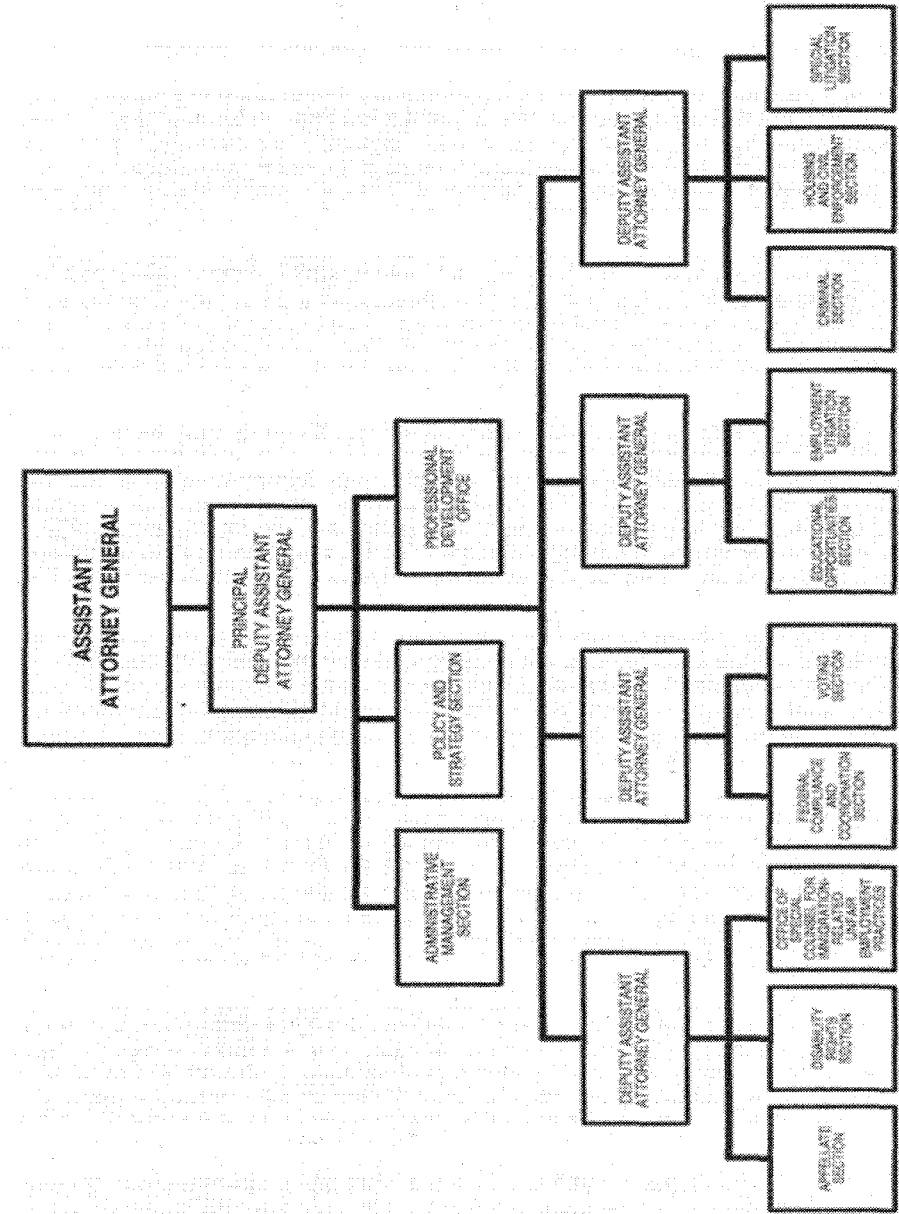 ASSISTANT
ATTORNEY GENERAL
PRINCIPAL
DEPUTY ASSISTANT
ATTORNEY GENERAL
ADMINISTRATIVE
MANAGEMENT
SECTION
POLICY AND
STRATEGY SECTION
PROFESSIONAL
DEVELOPMENT
OFFICE
DEPUTY ASSISTANT
ATTORNEY GENERAL
DEPUTY ASSISTANT
ATTORNEY GENERAL
DEPUTY ASSISTANT
ATTORNEY GENERAL
DEPUTY ASSISTANT
ATTORNEY GENERAL
APPELLATE
SECTION
DISABILITY
RIGHTS
SECTION
OFFICE OF
SPECIAL
COUNSEL FOR
IMMIGRATION-
RELATED
UNFAIR
EMPLOYMENT
PRACTICES
FEDERAL
COMPLIANCE
AND
COORDINATION
SECTION
VOTING
SECTION
EDUCATIONAL
OPPORTUNITIES
SECTION
EMPLOYMENT
LITIGATION
SECTION
CRIMINAL
SECTION
HOUSING
AND CIVIL
ENFORCEMENT
SECTION
SPECIAL
LITIGATION
SECTION